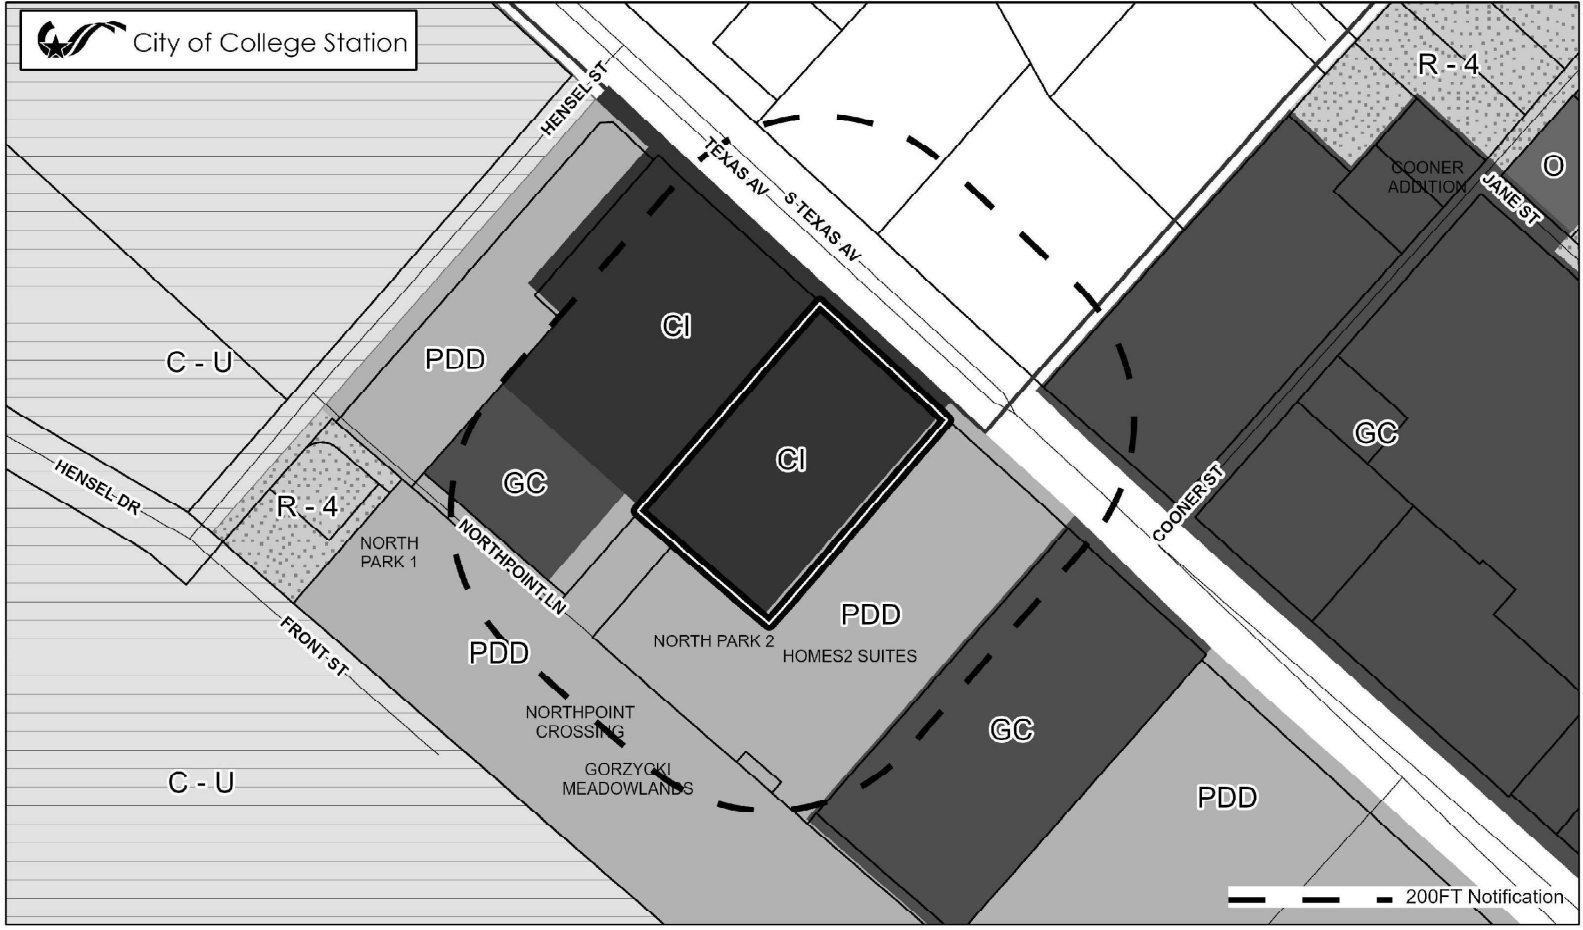 City of College Station
HENSEL ST
R - 4
TEXAS AV
S TEXAS AV
COONER
ADDITION
O
JANE ST
CI
PDD
C - U
GC
CI
GC
HENSEL DR
R - 4
NORTH
PARK 1
NORTHPOINT LN
COONER ST
FRONT ST
PDD
NORTH PARK 2
PDD
HOMES2 SUITES
NORTHPOINT
CROSSING
GORZYCKI
MEADOWLANDS
GC
C - U
PDD
200FT Notification